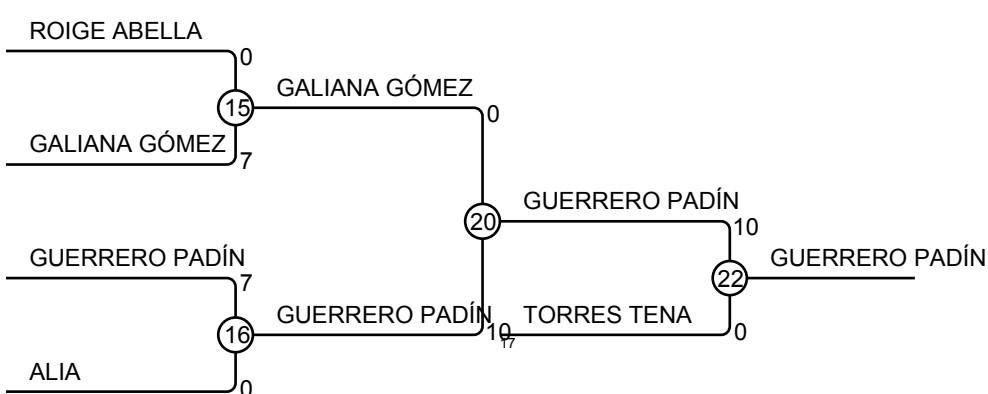 ROIGE ABELLA
0
GALIANA GÓMEZ
15
0
GALIANA GÓMEZ
7
GUERRERO PADÍN
20
10
GUERRERO PADÍN
7
GUERRERO PADÍN
22
GUERRERO PADÍN
10
17
TORRES TENA
16
0
ALIA
0